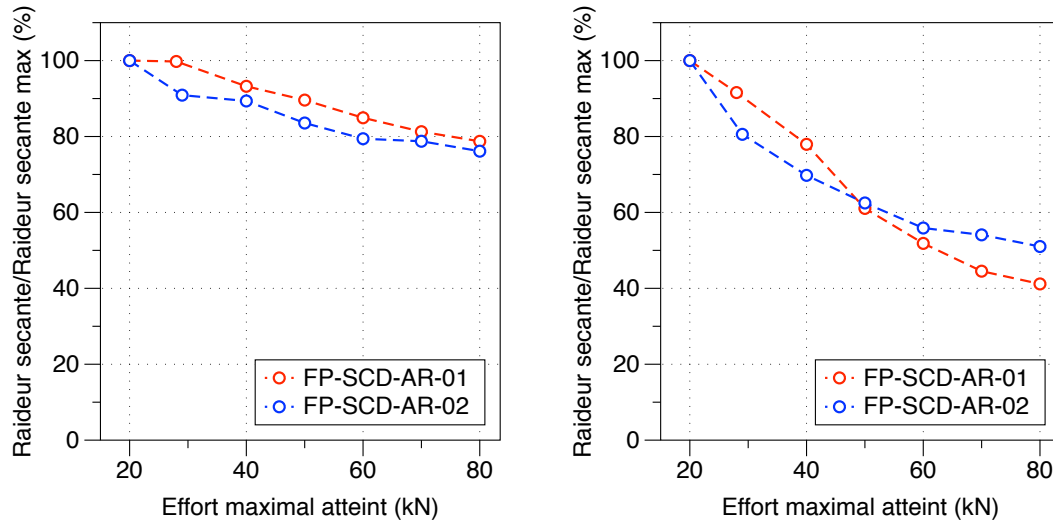 Raideur secante/Raideur secante max (%)
100
80
60
40
20
0
20 40 60 80
Effort maximal atteint (kN)
FP-SCD-AR-01
FP-SCD-AR-02
Raideur secante/Raideur secante max (%)
100
80
60
40
20
0
20 40 60 80
Effort maximal atteint (kN)
FP-SCD-AR-01
FP-SCD-AR-02